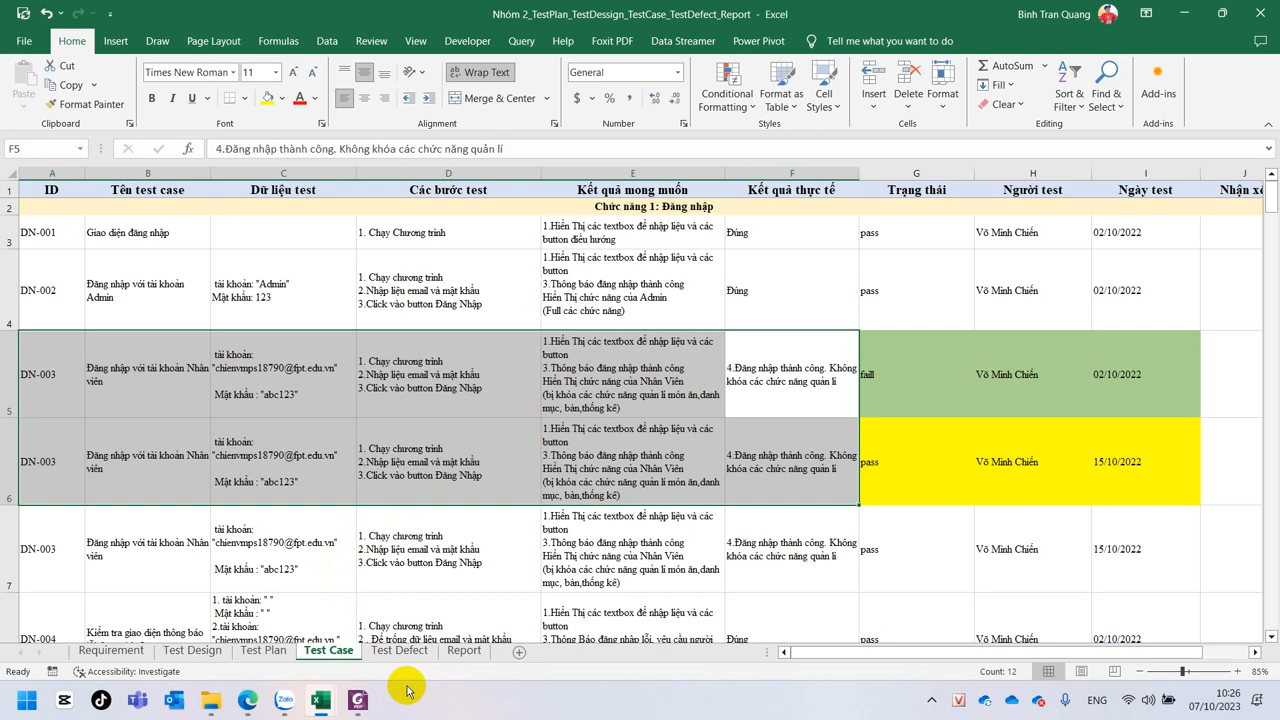 Nhóm 2_TestPlan_TestDessign_TestCase_TestDefect_Report - Excel
Binh Tran Quang
File Home Insert Draw Page Layout Formulas Data Review View Developer Query Help Foxit PDF Data Streamer Power Pivot Tell me what you want to do
Paste
Cut
Copy
Format Painter
Clipboard
Times New Roman 11
B I U
Font
Wrap Text
Merge & Center
Alignment
General
$ % ,
Number
Conditional Formatting
Format as Table
Cell Styles
Styles
Insert
Delete
Format
Cells
AutoSum
Fill
Clear
Sort & Filter
Find & Select
Editing
Add-ins
Add-ins
F5
fx
4.Đăng nhập thành công. Không khóa các chức năng quản lí
A B C D E F G H I J
1 ID Tên test case Dữ liệu test Các bước test Kết quả mong muốn Kết quả thực tế Trạng thái Người test Ngày test Nhận xé
2 Chức năng 1: Đăng nhập
3 DN-001 Giao diện đăng nhập 1. Chạy Chương trình
1.Hiển Thị các textbox để nhập liệu và các
button điều hướng
Đúng pass Võ Minh Chiến 02/10/2022
4 DN-002
Đăng nhập với tài khoản
Admin
tài khoản: "Admin"
Mật khẩu: 123
1. Chạy chương trình
2.Nhập liệu email và mật khẩu
3.Click vào button Đăng Nhập
1.Hiển Thị các textbox để nhập liệu và các
button
3.Thông báo đăng nhập thành công
Hiển Thị chức năng của Admin
(Full các chức năng)
Đúng pass Võ Minh Chiến 02/10/2022
5 DN-003
Đăng nhập với tài khoản Nhân
viên
tài khoản:
"chienvmps18790@fpt.edu.vn"
Mật khẩu : "abc123"
1. Chạy chương trình
2.Nhập liệu email và mật khẩu
3.Click vào button Đăng Nhập
1.Hiển Thị các textbox để nhập liệu và các
button
3.Thông báo đăng nhập thành công
Hiển Thị chức năng của Nhân Viên
(bị khóa các chức năng quản lí món ăn,danh
mục, bàn,thống kê)
4.Đăng nhập thành công. Không
khóa các chức năng quản lí
faill Võ Minh Chiến 02/10/2022
6 DN-003
Đăng nhập với tài khoản Nhân
viên
tài khoản:
"chienvmps18790@fpt.edu.vn"
Mật khẩu : "abc123"
1. Chạy chương trình
2.Nhập liệu email và mật khẩu
3.Click vào button Đăng Nhập
1.Hiển Thị các textbox để nhập liệu và các
button
3.Thông báo đăng nhập thành công
Hiển Thị chức năng của Nhân Viên
(bị khóa các chức năng quản lí món ăn,danh
mục, bàn,thống kê)
4.Đăng nhập thành công. Không
khóa các chức năng quản lí
pass Võ Minh Chiến 15/10/2022
7 DN-003
Đăng nhập với tài khoản Nhân
viên
tài khoản:
"chienvmps18790@fpt.edu.vn"
Mật khẩu : "abc123"
1. Chạy chương trình
2.Nhập liệu email và mật khẩu
3.Click vào button Đăng Nhập
1.Hiển Thị các textbox để nhập liệu và các
button
3.Thông báo đăng nhập thành công
Hiển Thị chức năng của Nhân Viên
(bị khóa các chức năng quản lí món ăn,danh
mục, bàn,thống kê)
4.Đăng nhập thành công. Không
khóa các chức năng quản lí
pass Võ Minh Chiến 15/10/2022
DN-004
Kiểm tra giao diện thông báo
1. tài khoản: " "
Mật khẩu: " "
2.tài khoản:
"chienvmps18790@fpt.edu.vn "
1. Chạy chương trình
2 . Để trống dữ liệu email và mật khẩu
1.Hiển Thị các textbox để nhập liệu và các
button
3.Thông Báo đăng nhập lỗi, yêu cầu người
Đúng pass Võ Minh Chiến 02/10/2022
Requirement Test Design Test Plan Test Case Test Defect Report
Ready Accessibility: Investigate Count: 12 85%
Zalo
ENG
10:26
07/10/2023